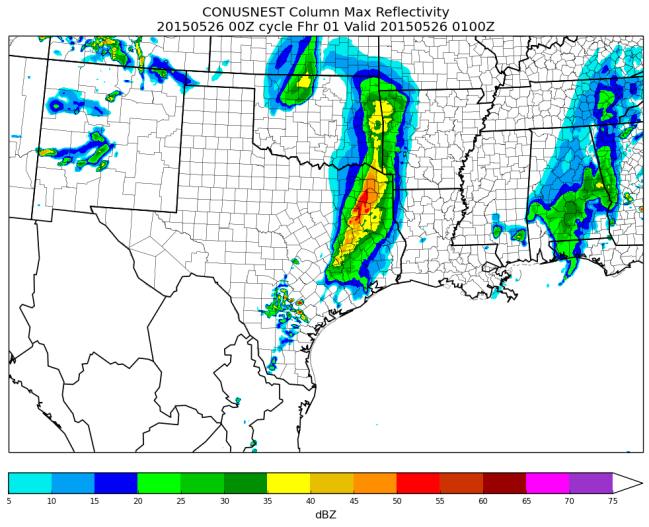 CONUSNEST Column Max Reflectivity
20150526 00Z cycle Fhr 01 Valid 20150526 0100Z
5 10 15 20 25 30 35 40 45 50 55 60 65 70 75
dBZ